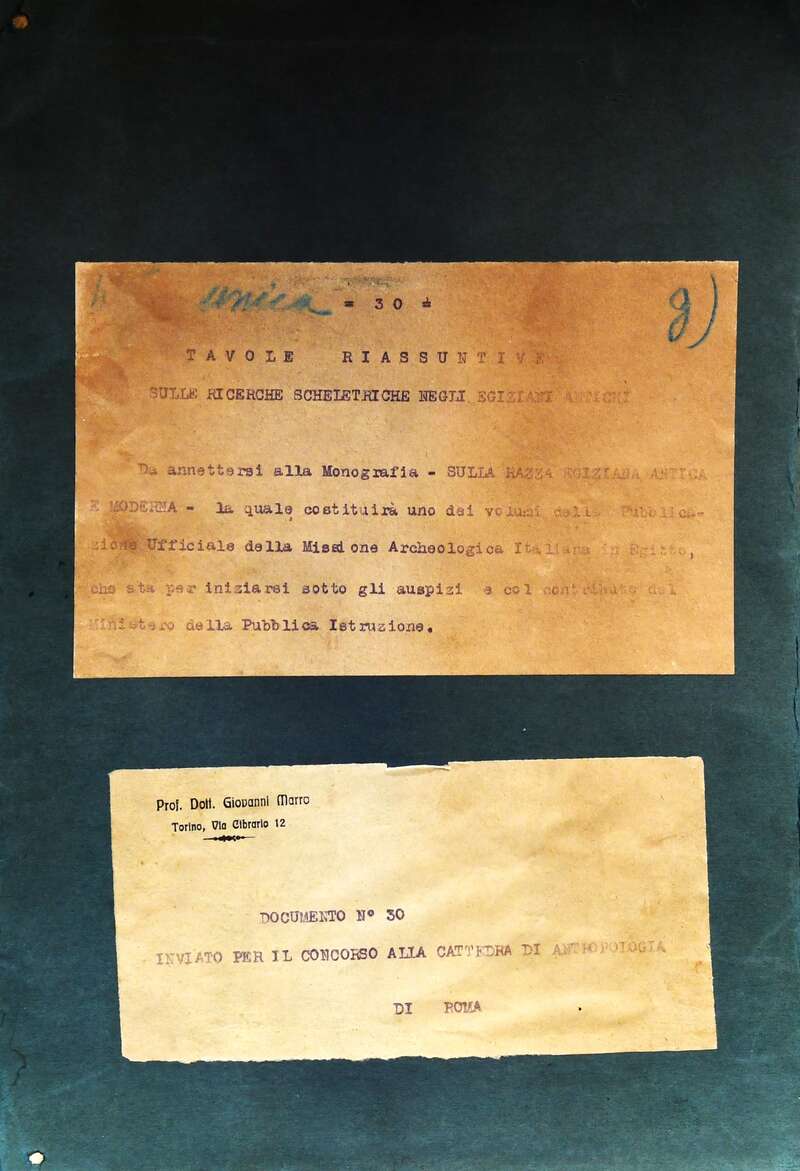 unica = 30 = g)
TAVOLE RIASSUNTIVE
SULLE RICERCHE SCHELETRICHE NEGLI EGIZIANI ANTICHI
Da annettersi alla Monografia - SULLA RAZZA EGIZIANA ANTICA
E MODERNA - la quale costituirà uno dei volumi della Pubblica-
zione Ufficiale della Missione Archeologica Italiana in Egitto,
che sta per iniziarsi sotto gli auspizi e col contributo del
Ministero della Pubblica Istruzione.
Prof. Dott. Giovanni Marro
Torino, Via Cibrario 12
DOCUMENTO N° 30
INVIATO PER IL CONCORSO ALLA CATTEDRA DI ANTROPOLOGIA
DI ROMA